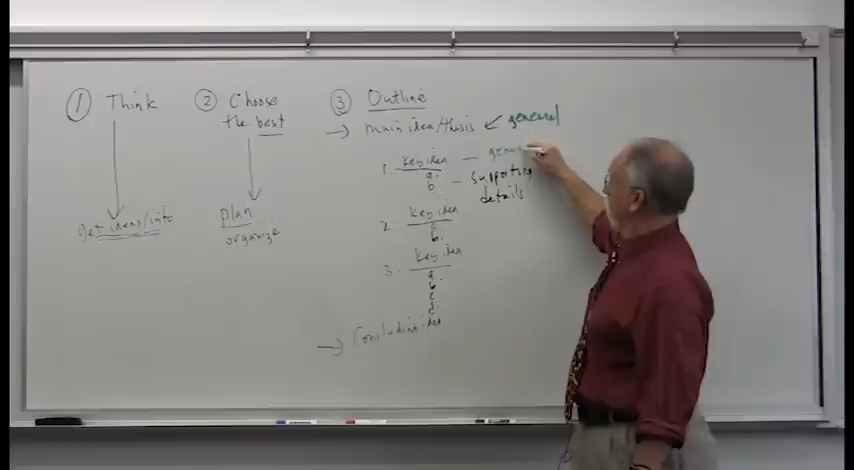 ① Think
get ideas/info
② Choose
the best
plan
organize
③ Outline
→ main idea/thesis ↙ general
1. key idea —
a.
b. — supporting
details
2. key idea
a.
b.
3. key idea
a.
b
c
d.
→ Concluding idea